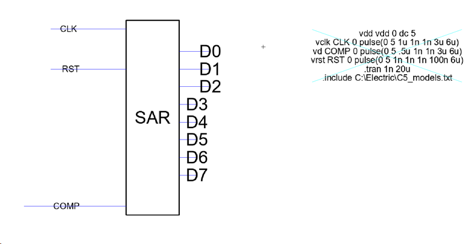 CLK
RST
COMP
SAR
D0
D1
D2
D3
D4
D5
D6
D7
vdd vdd 0 dc 5
vclk CLK 0 pulse(0 5 1u 1n 1n 3u 6u)
vd COMP 0 pulse(0 5 .5u 1n 1n 3u 6u)
vrst RST 0 pulse(0 5 1n 1n 1n 100n 6u)
.tran 1n 20u
.include C:\Electric\C5_models.txt